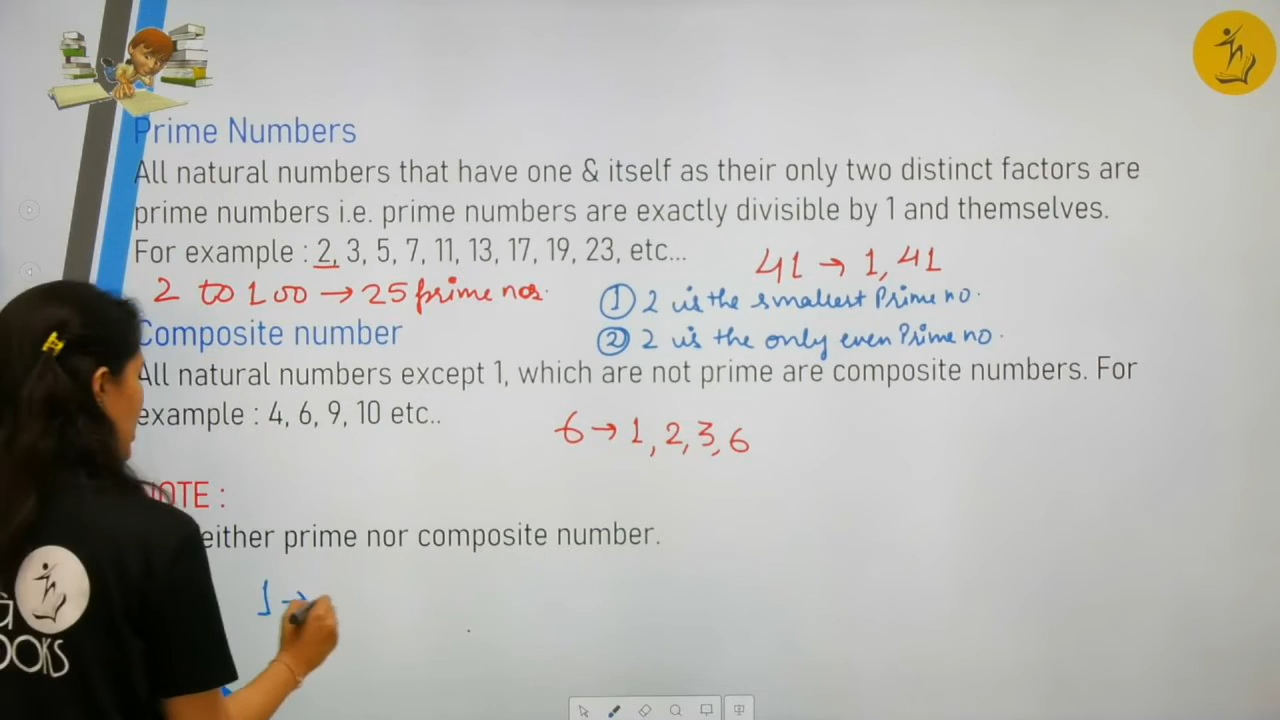 Prime Numbers
All natural numbers that have one & itself as their only two distinct factors are
prime numbers i.e. prime numbers are exactly divisible by 1 and themselves.
For example : 2, 3, 5, 7, 11, 13, 17, 19, 23, etc...
41 → 1, 41
2 to 100 → 25 prime nos.
① 2 is the smallest Prime no.
② 2 is the only even Prime no.
Composite number
All natural numbers except 1, which are not prime are composite numbers. For
example : 4, 6, 9, 10 etc..
6 → 1, 2, 3, 6
NOTE :
either prime nor composite number.
1 →
OOKS